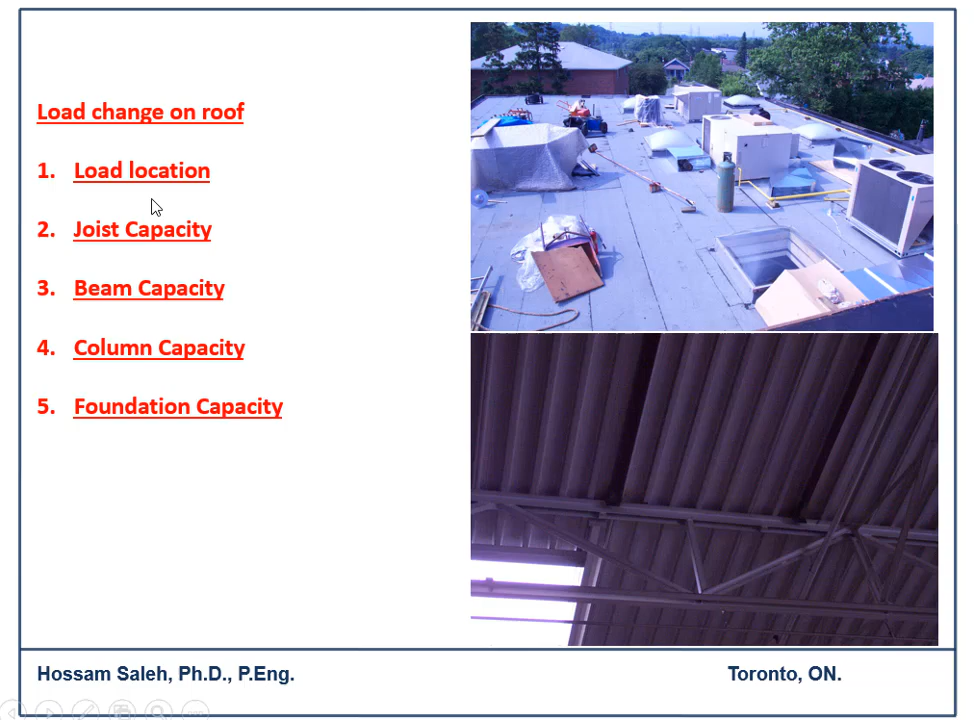 Load change on roof
1. Load location
2. Joist Capacity
3. Beam Capacity
4. Column Capacity
5. Foundation Capacity
Hossam Saleh, Ph.D., P.Eng. Toronto, ON.